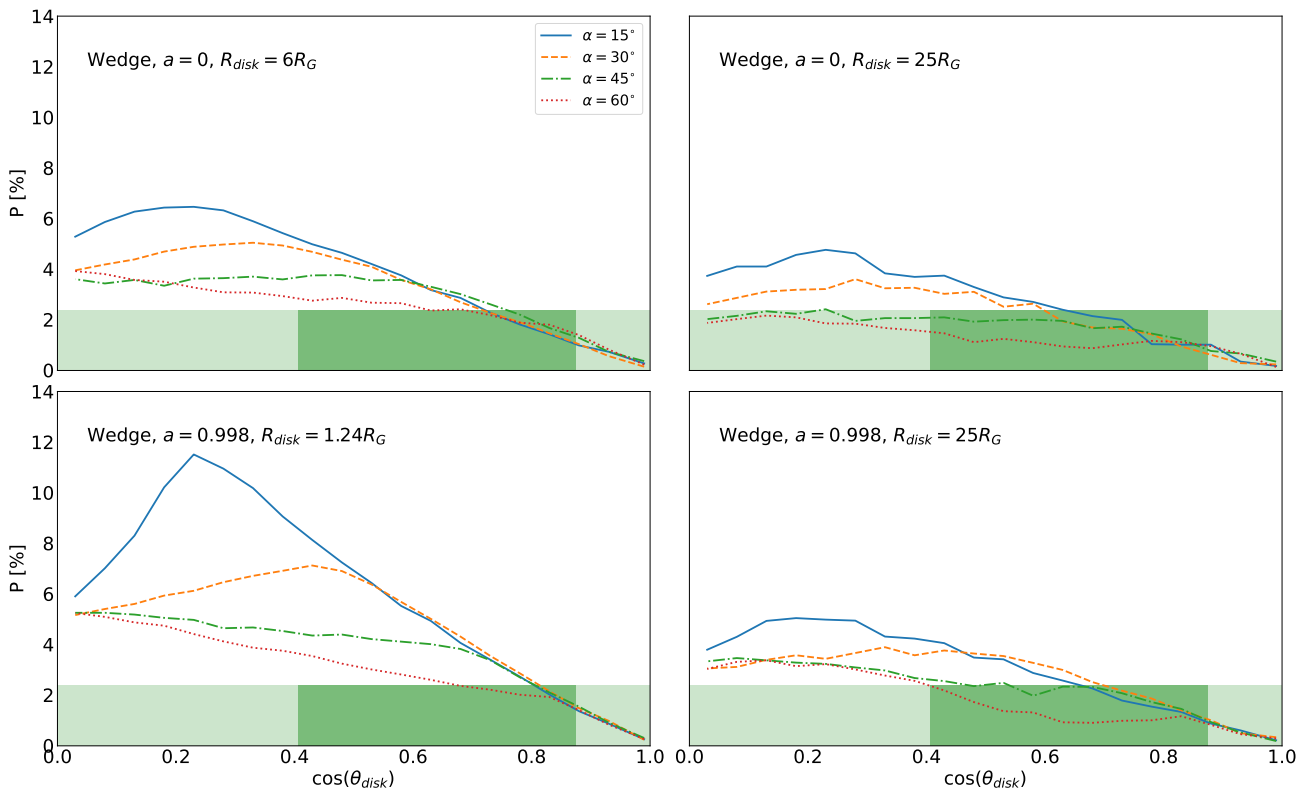 14
12
10
8
6
4
2
0
P [%]
Wedge, a = 0, R_disk = 6R_G
α = 15°
α = 30°
α = 45°
α = 60°
Wedge, a = 0, R_disk = 25R_G
14
12
10
8
6
4
2
0
P [%]
Wedge, a = 0.998, R_disk = 1.24R_G
0.0 0.2 0.4 0.6 0.8 1.0
cos(θ_disk)
Wedge, a = 0.998, R_disk = 25R_G
0.0 0.2 0.4 0.6 0.8 1.0
cos(θ_disk)